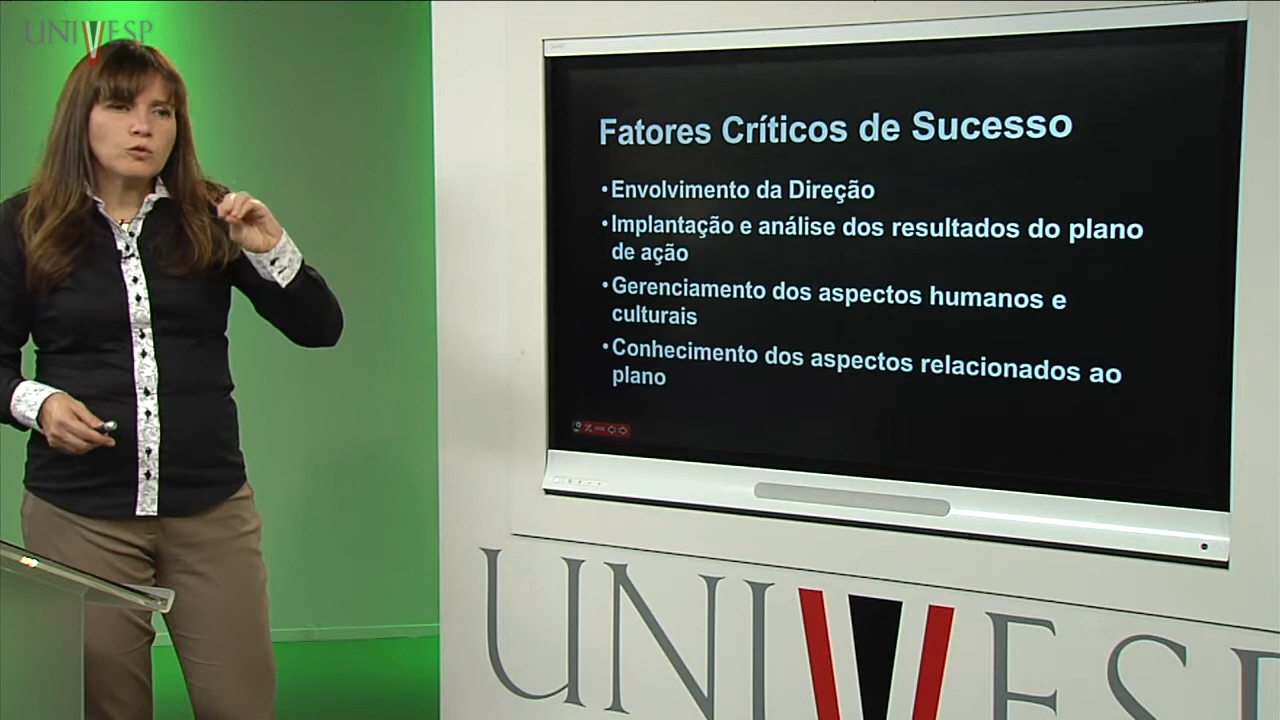 UNIVESP
Fatores Críticos de Sucesso
•Envolvimento da Direção
•Implantação e análise dos resultados do plano
de ação
•Gerenciamento dos aspectos humanos e
culturais
•Conhecimento dos aspectos relacionados ao
plano
UNIVESP